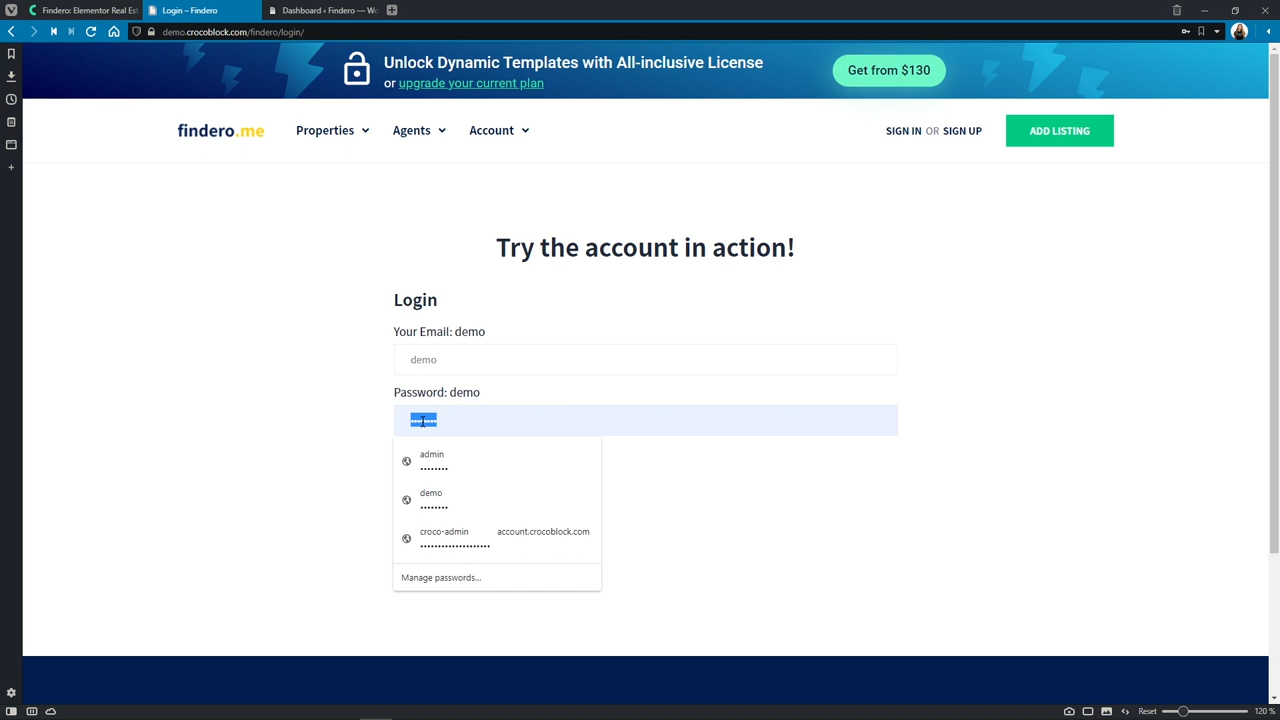 Findero: Elementor Real Est
Login – Findero
Dashboard ‹ Findero — Wo
demo.crocoblock.com/findero/login/
Unlock Dynamic Templates with All-inclusive License
or upgrade your current plan
Get from $130
findero.me
Properties
Agents
Account
SIGN IN OR SIGN UP
ADD LISTING
Try the account in action!
Login
Your Email: demo
demo
Password: demo
••••••••
admin
••••••••
demo
••••••••
croco-admin account.crocoblock.com
••••••••••••••••••••
Manage passwords...
Reset
120 %